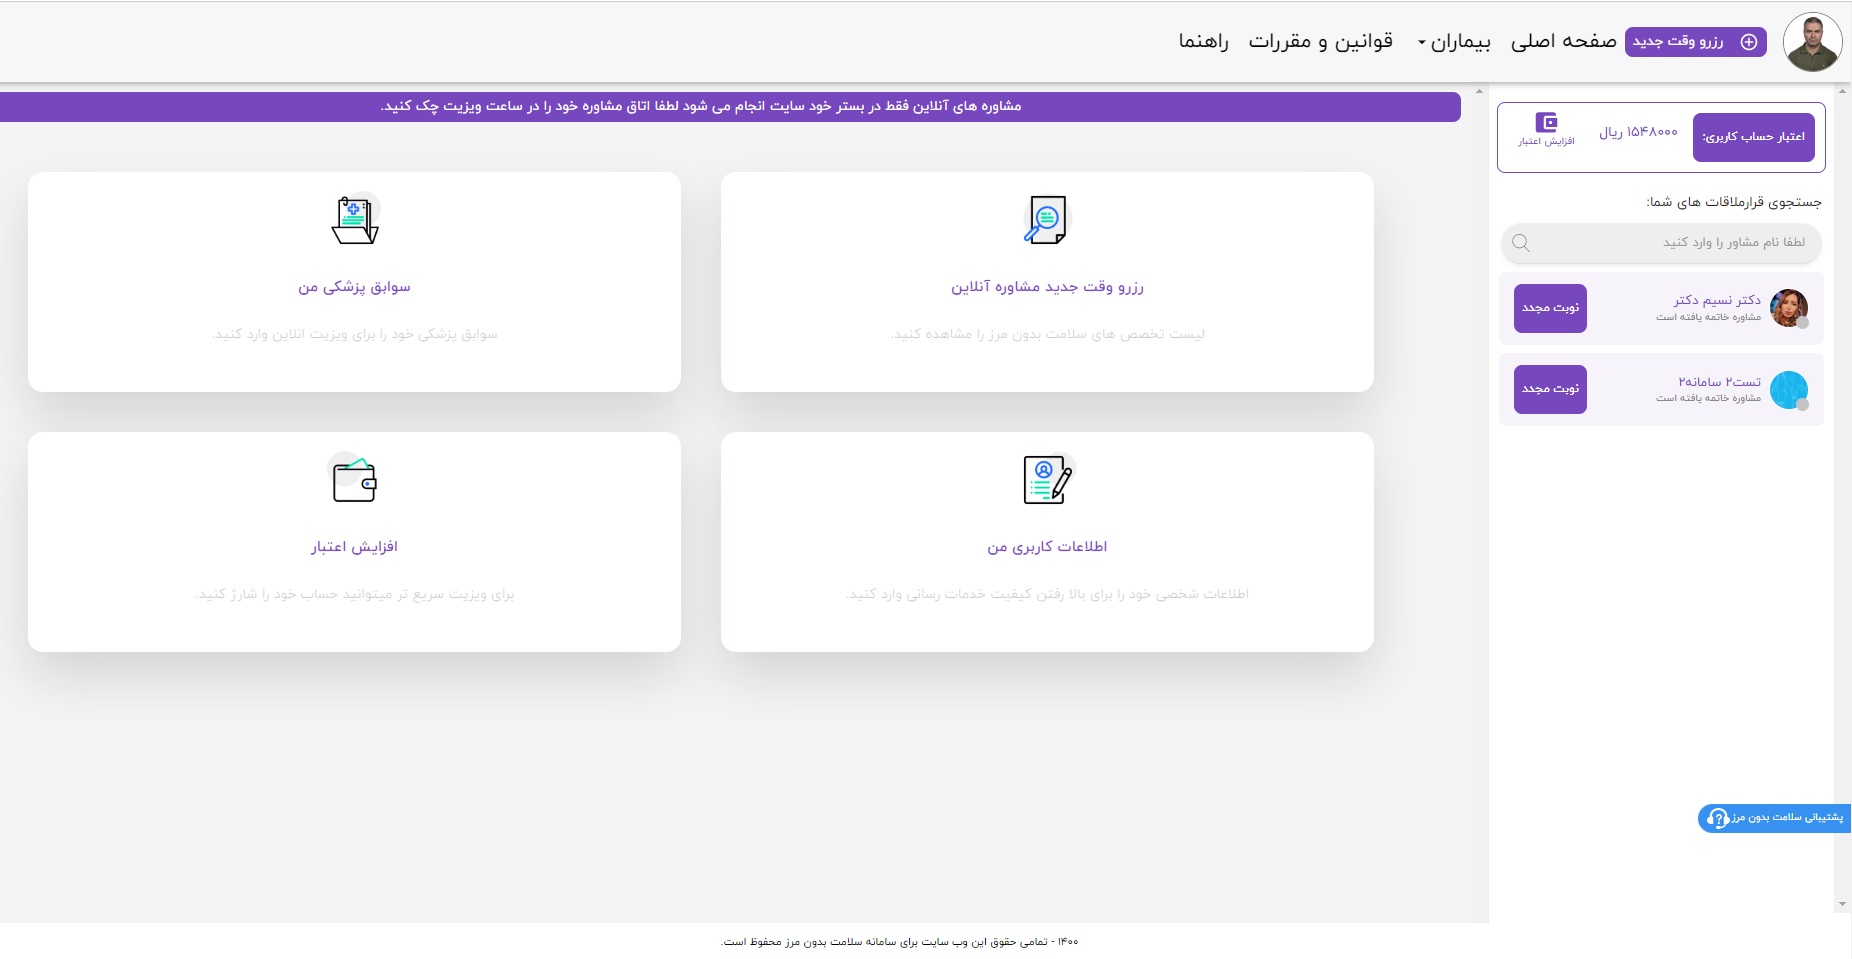 رزرو وقت جدید
صفحه اصلی
بیماران
قوانین و مقررات
راهنما
اعتبار حساب کاربری:
۱۵۴۸۰۰۰ ریال
افزایش اعتبار
جستجوی قرارملاقات های شما:
لطفا نام مشاور را وارد کنید
دکتر نسیم دکتر
مشاوره خاتمه یافته است
نوبت مجدد
تست۲ سامانه۲
مشاوره خاتمه یافته است
نوبت مجدد
مشاوره های آنلاین فقط در بستر خود سایت انجام می شود لطفا اتاق مشاوره خود را در ساعت ویزیت چک کنید.
رزرو وقت جدید مشاوره آنلاین
لیست تخصص های سلامت بدون مرز را مشاهده کنید.
سوابق پزشکی من
سوابق پزشکی خود را برای ویزیت انلاین وارد کنید.
اطلاعات کاربری من
اطلاعات شخصی خود را برای بالا رفتن کیفیت خدمات رسانی وارد کنید.
افزایش اعتبار
برای ویزیت سریع تر میتوانید حساب خود را شارژ کنید.
پشتیبانی سلامت بدون مرز
۱۴۰۰ - تمامی حقوق این وب سایت برای سامانه سلامت بدون مرز محفوظ است.